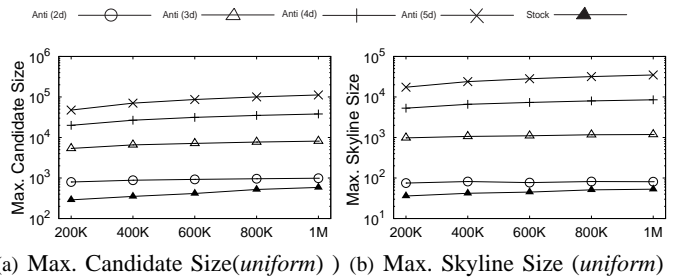 Anti (2d) Anti (3d) Anti (4d) Anti (5d) Stock
Max. Candidate Size
10^6
10^5
10^4
10^3
10^2
200K 400K 600K 800K 1M
Max. Skyline Size
10^5
10^4
10^3
10^2
10^1
200K 400K 600K 800K 1M
(a) Max. Candidate Size(uniform) ) (b) Max. Skyline Size (uniform)